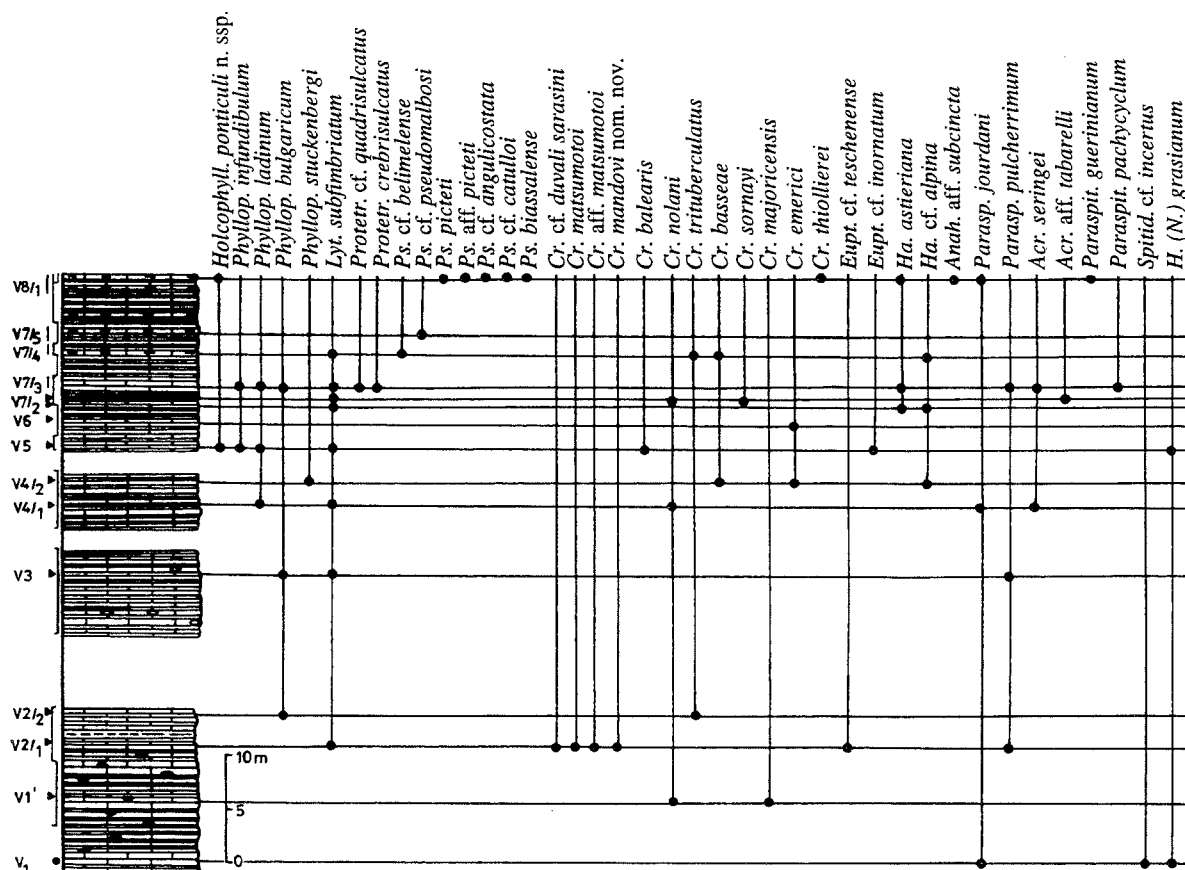 Holcophyll. ponticuli n. ssp.
Phyllop. infundibulum
Phyllop. ladinum
Phyllop. bulgaricum
Phyllop. stuckenbergi
Lyt. subfimbriatum
Protetr. cf. quadrisulcatus
Protetr. crebrisulcatus
Ps. cf. belimelense
Ps. cf. pseudomalbosi
Ps. picteti
Ps. aff. picteti
Ps. cf. angulicostata
Ps. cf. catulloi
Ps. biassalense
Cr. cf. duvali sarasini
Cr. matsumotoi
Cr. aff. matsumotoi
Cr. mandovi nom. nov.
Cr. balearis
Cr. nolani
Cr. trituberculatus
Cr. cf. basseae
Cr. sornayi
Cr. majoricensis
Cr. emerici
Cr. thiollierei
Eupt. cf. teschenense
Eupt. cf. inornatum
Ha. astieriana
Ha. cf. alpina
Anah. aff. subcincta
Parasp. jourdani
Parasp. pulcherrimum
Acr. seringei
Acr. aff. tabarelli
Paraspit. guerinianum
Paraspit. pachycyclum
Spitid. cf. incertus
H. (N.) grasianum
V8/1
V7/5
V7/4
V7/3
V7/2
V6
V5
V4/2
V4/1
V3
V2/2
V2/1
10m
V1'
5
V1
0